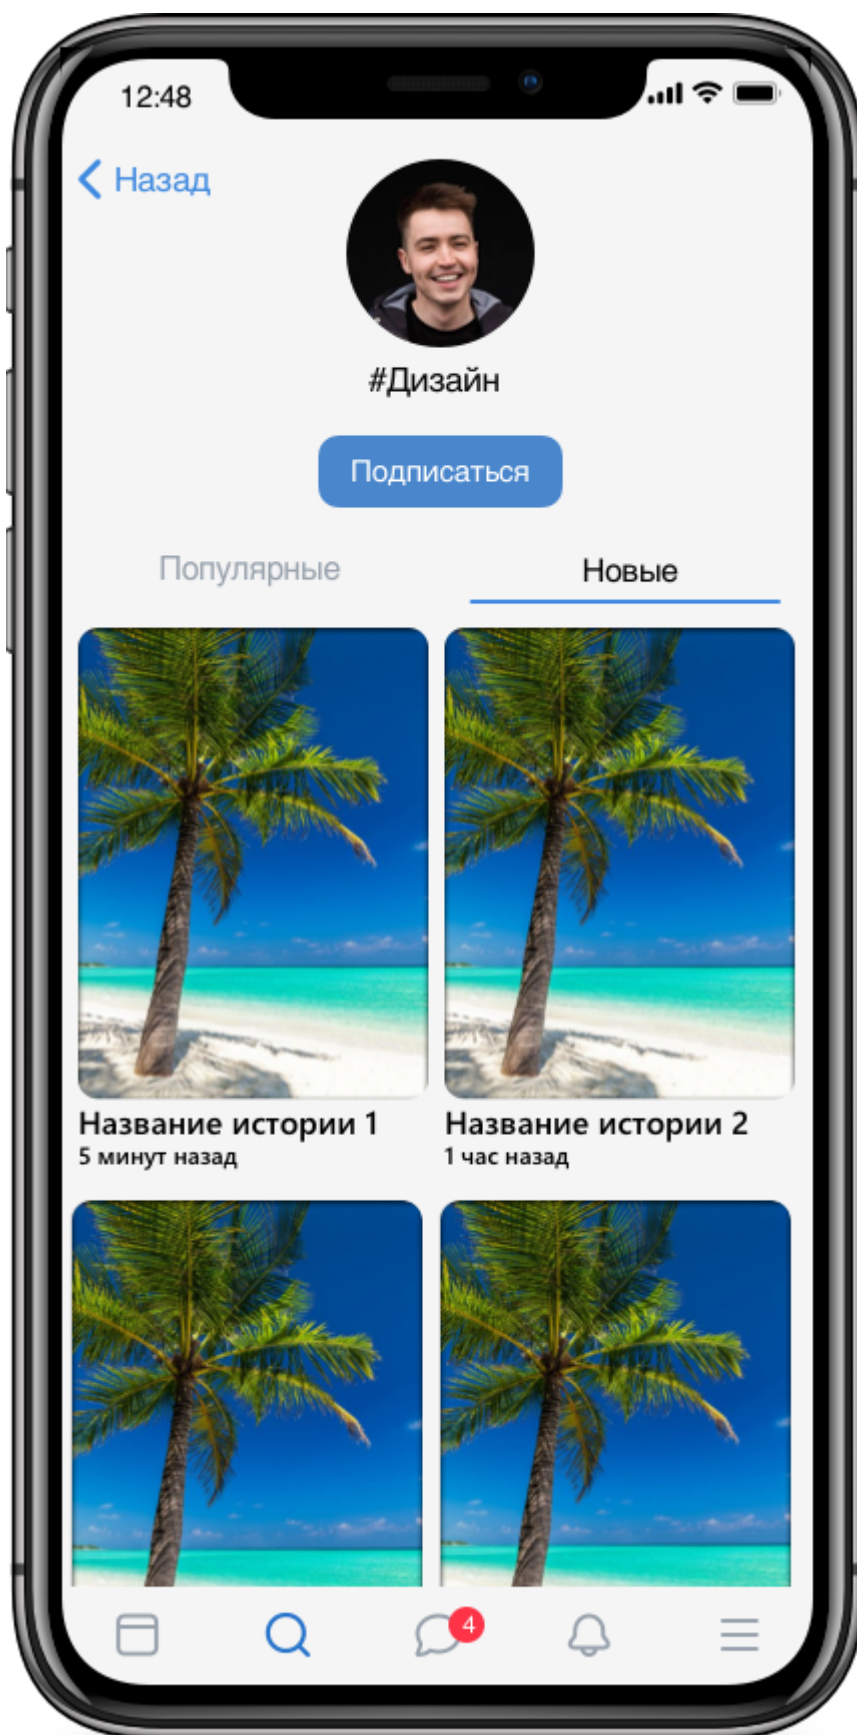 12:48
Назад
#Дизайн
Подписаться
Популярные
Новые
Название истории 1
5 минут назад
Название истории 2
1 час назад
4